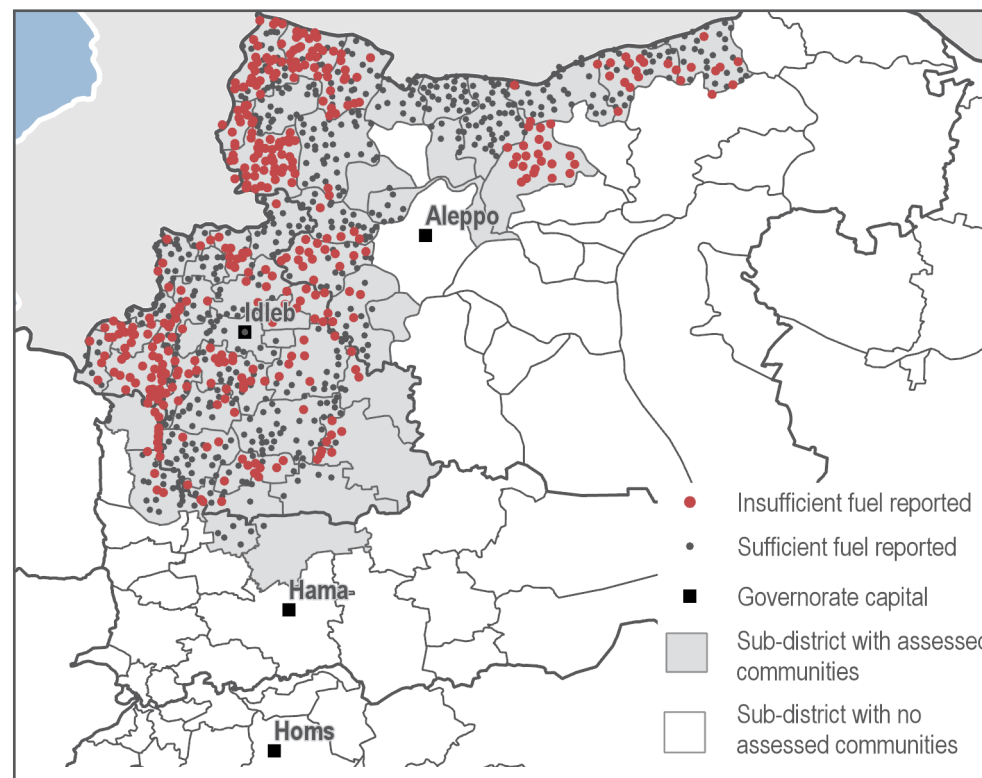 Aleppo
Idleb
Hama
Homs
Insufficient fuel reported
Sufficient fuel reported
Governorate capital
Sub-district with assessed
communities
Sub-district with no
assessed communities